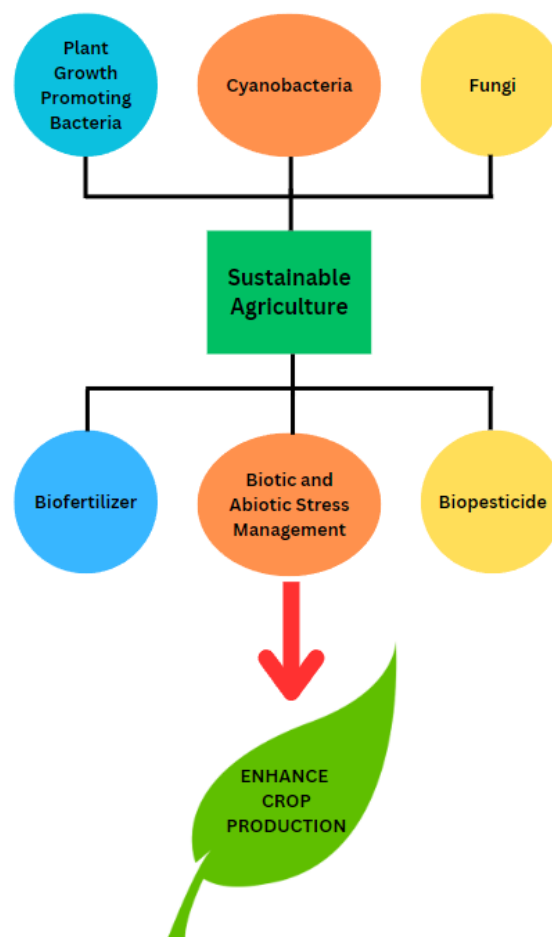 Plant
Growth
Promoting
Bacteria
Cyanobacteria
Fungi
Sustainable
Agriculture
Biofertilizer
Biotic and
Abiotic Stress
Management
Biopesticide
ENHANCE
CROP
PRODUCTION